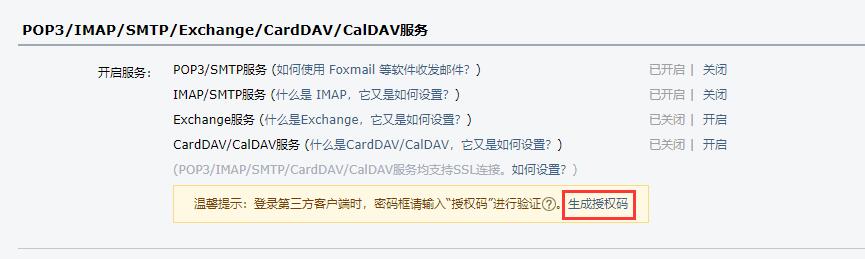 POP3/IMAP/SMTP/Exchange/CardDAV/CalDAV服务
开启服务： POP3/SMTP服务 (如何使用 Foxmail 等软件收发邮件？) 已开启 | 关闭
IMAP/SMTP服务 (什么是 IMAP，它又是如何设置？) 已开启 | 关闭
Exchange服务 (什么是Exchange，它又是如何设置？) 已关闭 | 开启
CardDAV/CalDAV服务 (什么是CardDAV/CalDAV，它又是如何设置？) 已关闭 | 开启
(POP3/IMAP/SMTP/CardDAV/CalDAV服务均支持SSL连接。如何设置？)
温馨提示：登录第三方客户端时，密码框请输入“授权码”进行验证?。生成授权码